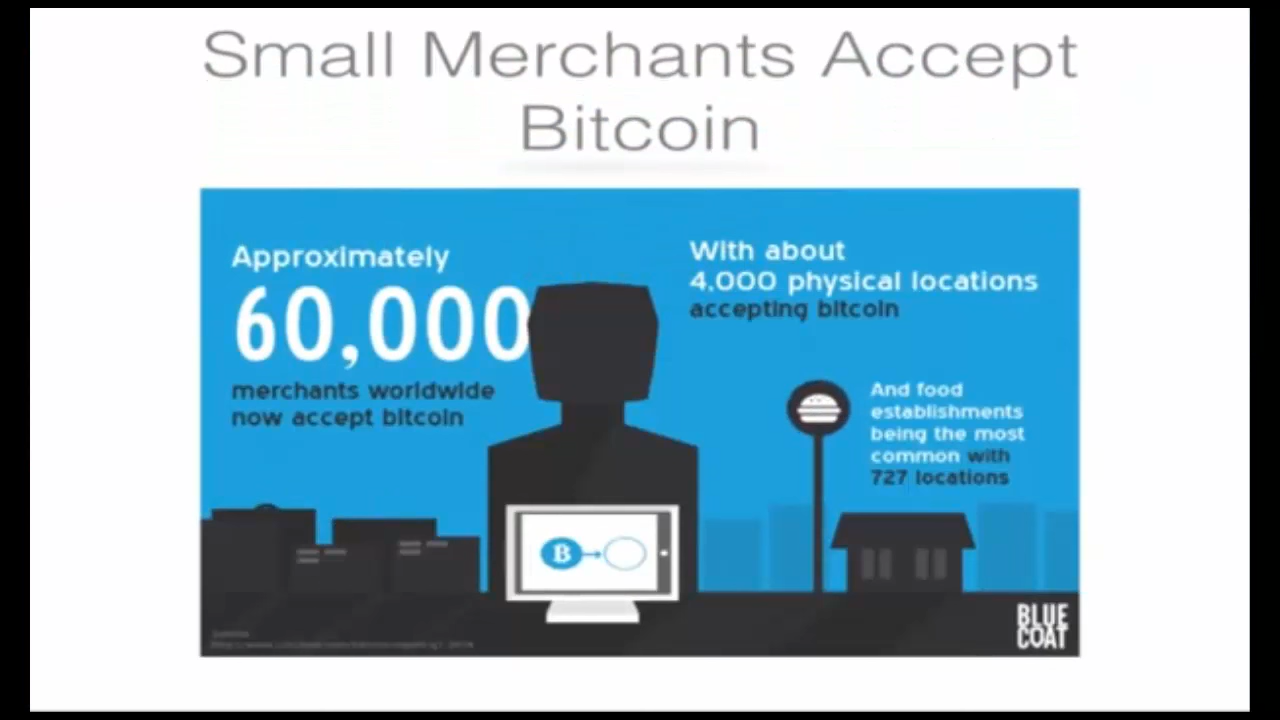 Small Merchants Accept
Bitcoin
Approximately
60,000
merchants worldwide
now accept bitcoin
With about
4.000 physical locations
accepting bitcoin
And food
establishments
being the most
common with
727 locations
B
BLUE
COAT